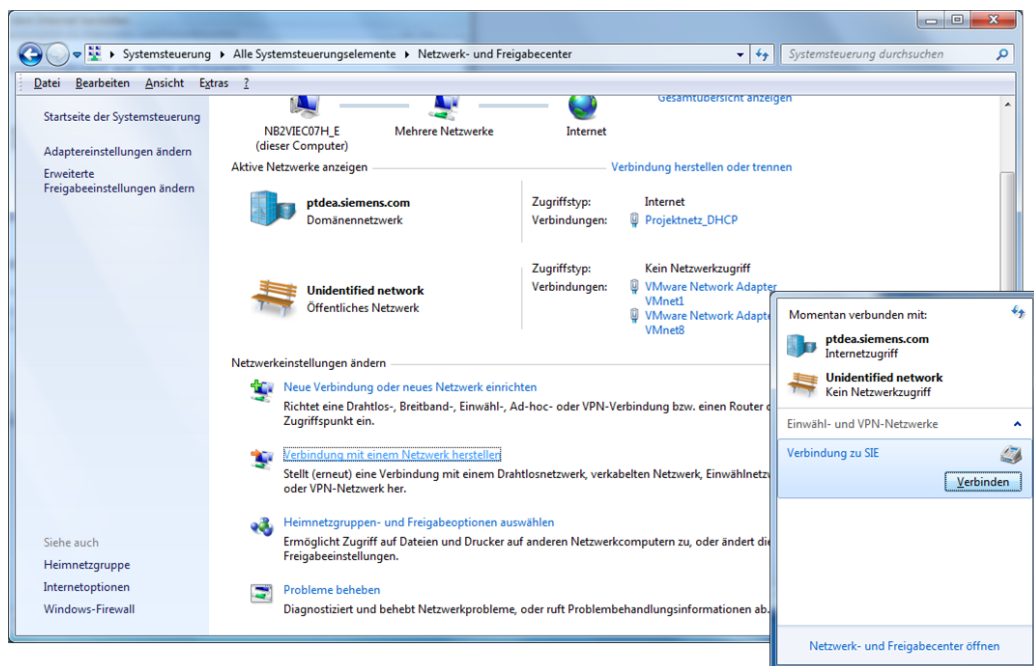 Systemsteuerung ▸ Alle Systemsteuerungselemente ▸ Netzwerk- und Freigabecenter
Systemsteuerung durchsuchen
Datei Bearbeiten Ansicht Extras ?
Startseite der Systemsteuerung
Adaptereinstellungen ändern
Erweiterte
Freigabeeinstellungen ändern
Siehe auch
Heimnetzgruppe
Internetoptionen
Windows-Firewall
Gesamtübersicht anzeigen
NB2VIEC07H_E
(dieser Computer)
Mehrere Netzwerke
Internet
Aktive Netzwerke anzeigen
Verbindung herstellen oder trennen
ptdea.siemens.com
Domänennetzwerk
Zugriffstyp: Internet
Verbindungen: Projektnetz_DHCP
Unidentified network
Öffentliches Netzwerk
Zugriffstyp: Kein Netzwerkzugriff
Verbindungen: VMware Network Adapter
VMnet1
VMware Network Adapte
VMnet8
Netzwerkeinstellungen ändern
Neue Verbindung oder neues Netzwerk einrichten
Richtet eine Drahtlos-, Breitband-, Einwähl-, Ad-hoc- oder VPN-Verbindung bzw. einen Router
Zugriffspunkt ein.
Verbindung mit einem Netzwerk herstellen
Stellt (erneut) eine Verbindung mit einem Drahtlosnetzwerk, verkabelten Netzwerk, Einwählnetz
oder VPN-Netzwerk her.
Heimnetzgruppen- und Freigabeoptionen auswählen
Ermöglicht Zugriff auf Dateien und Drucker auf anderen Netzwerkcomputern zu, oder ändert die
Freigabeeinstellungen.
Probleme beheben
Diagnostiziert und behebt Netzwerkprobleme, oder ruft Problembehandlungsinformationen ab.
Momentan verbunden mit:
ptdea.siemens.com
Internetzugriff
Unidentified network
Kein Netzwerkzugriff
Einwähl- und VPN-Netzwerke
Verbindung zu SIE
Verbinden
Netzwerk- und Freigabecenter öffnen